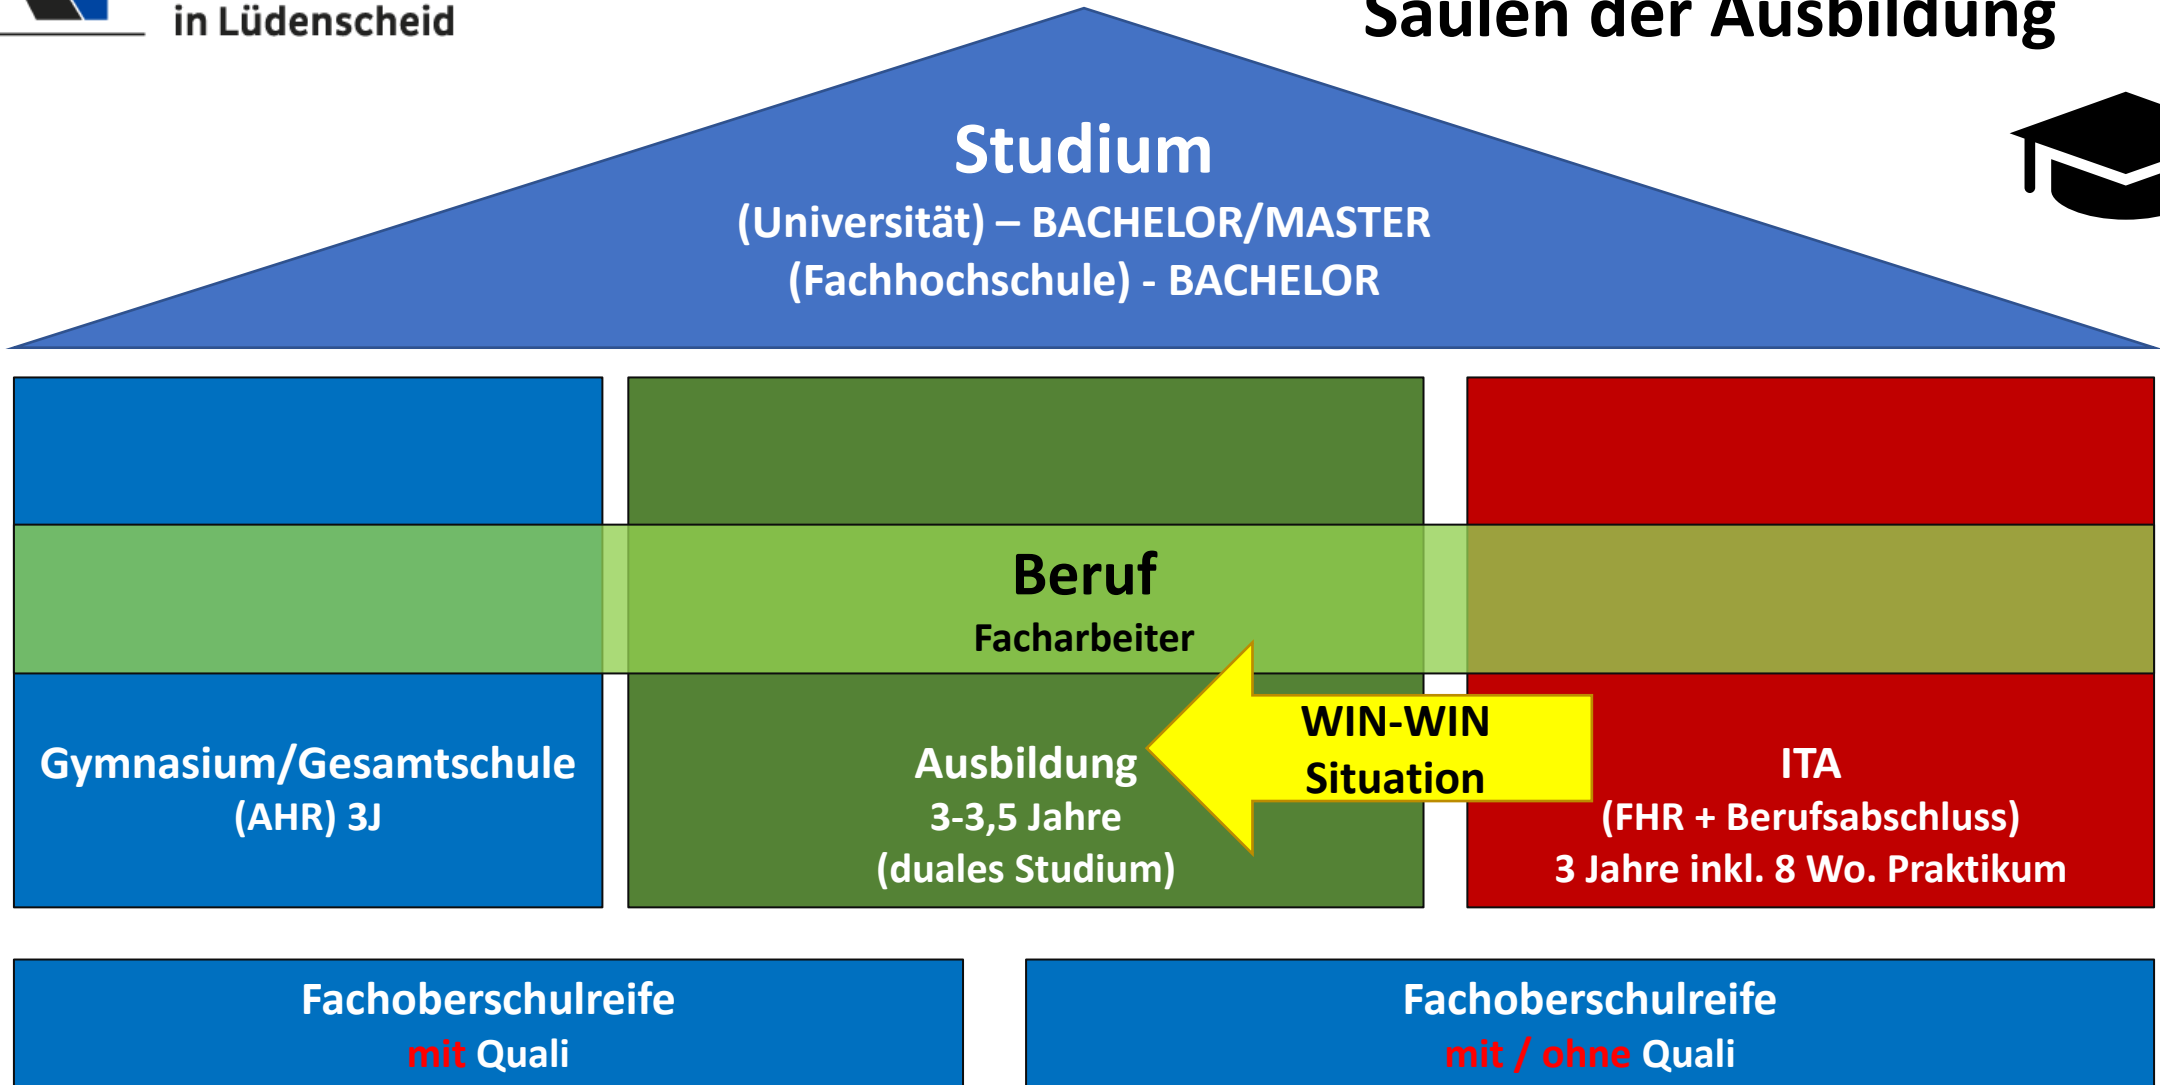 in Lüdenscheid
Säulen der Ausbildung
Studium
(Universität) – BACHELOR/MASTER
(Fachhochschule) - BACHELOR
Beruf
Facharbeiter
Gymnasium/Gesamtschule
(AHR) 3J
Ausbildung
3-3,5 Jahre
(duales Studium)
WIN-WIN
Situation
ITA
(FHR + Berufsabschluss)
3 Jahre inkl. 8 Wo. Praktikum
Fachoberschulreife
mit Quali
Fachoberschulreife
mit / ohne Quali